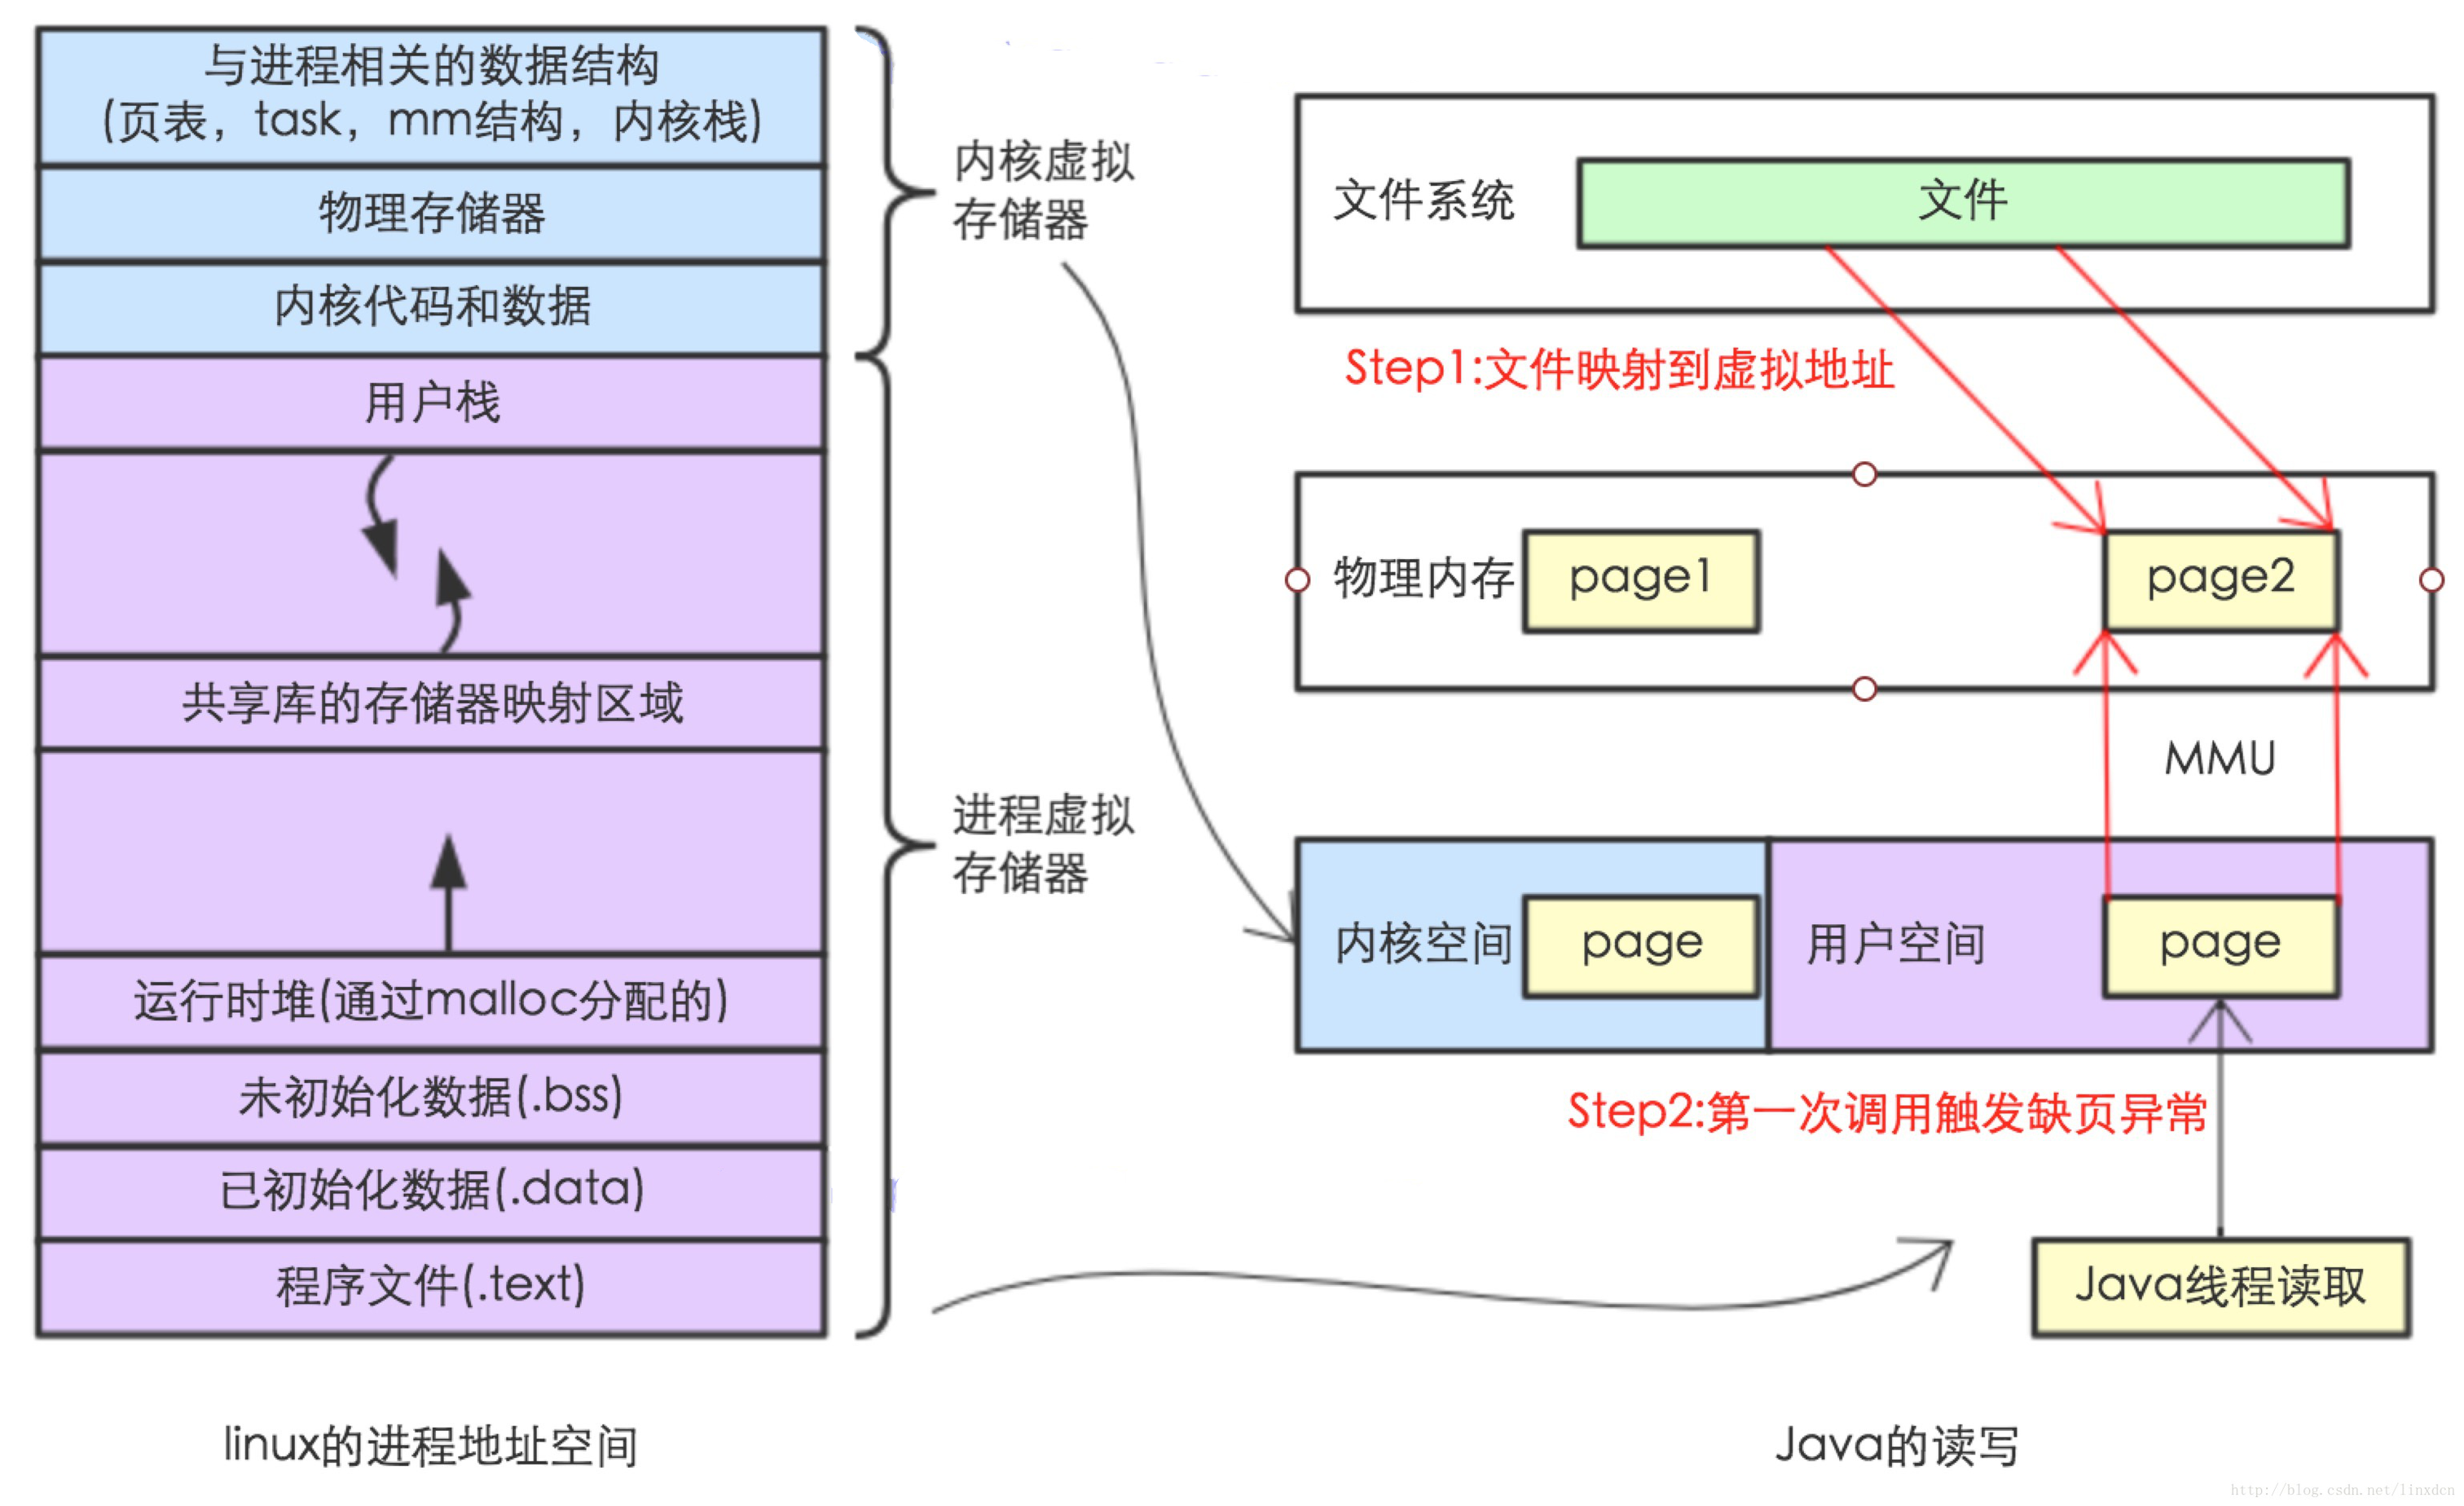 与进程相关的数据结构
(页表，task，mm结构，内核栈)
物理存储器
内核代码和数据
用户栈
共享库的存储器映射区域
运行时堆(通过malloc分配的)
未初始化数据(.bss)
已初始化数据(.data)
程序文件(.text)
linux的进程地址空间
内核虚拟
存储器
进程虚拟
存储器
文件系统
文件
Step1:文件映射到虚拟地址
物理内存
page1
page2
MMU
内核空间
page
用户空间
page
Step2:第一次调用触发缺页异常
Java线程读取
Java的读写
http://blog.csdn.net/linxdcn